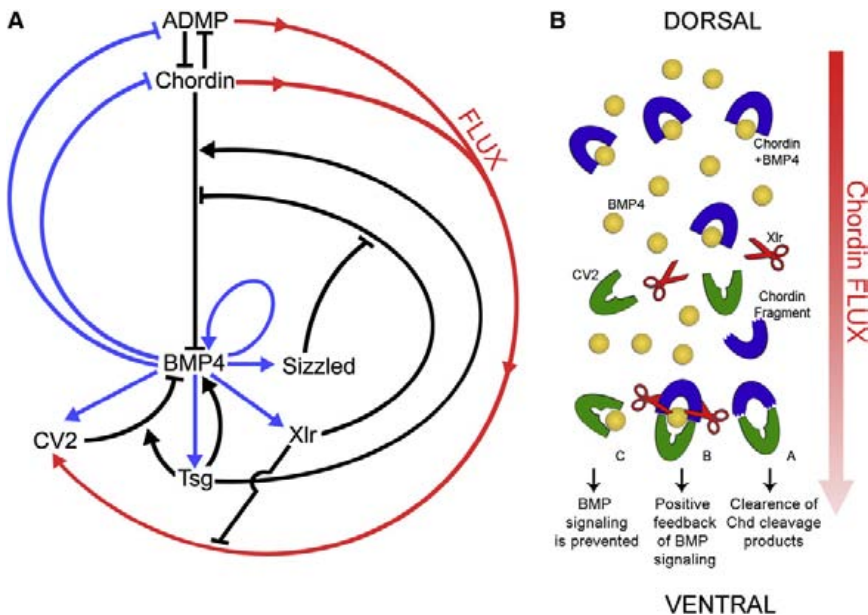 A
ADMP
Chordin
FLUX
BMP4
Sizzled
CV2
Xlr
Tsg
B
DORSAL
Chordin
+BMP4
BMP4
Xlr
CV2
Chordin
Fragment
Chordin FLUX
C
B
A
BMP
signaling
is prevented
Positive
feedback
of BMP
signaling
Clearence of
Chd cleavage
products
VENTRAL